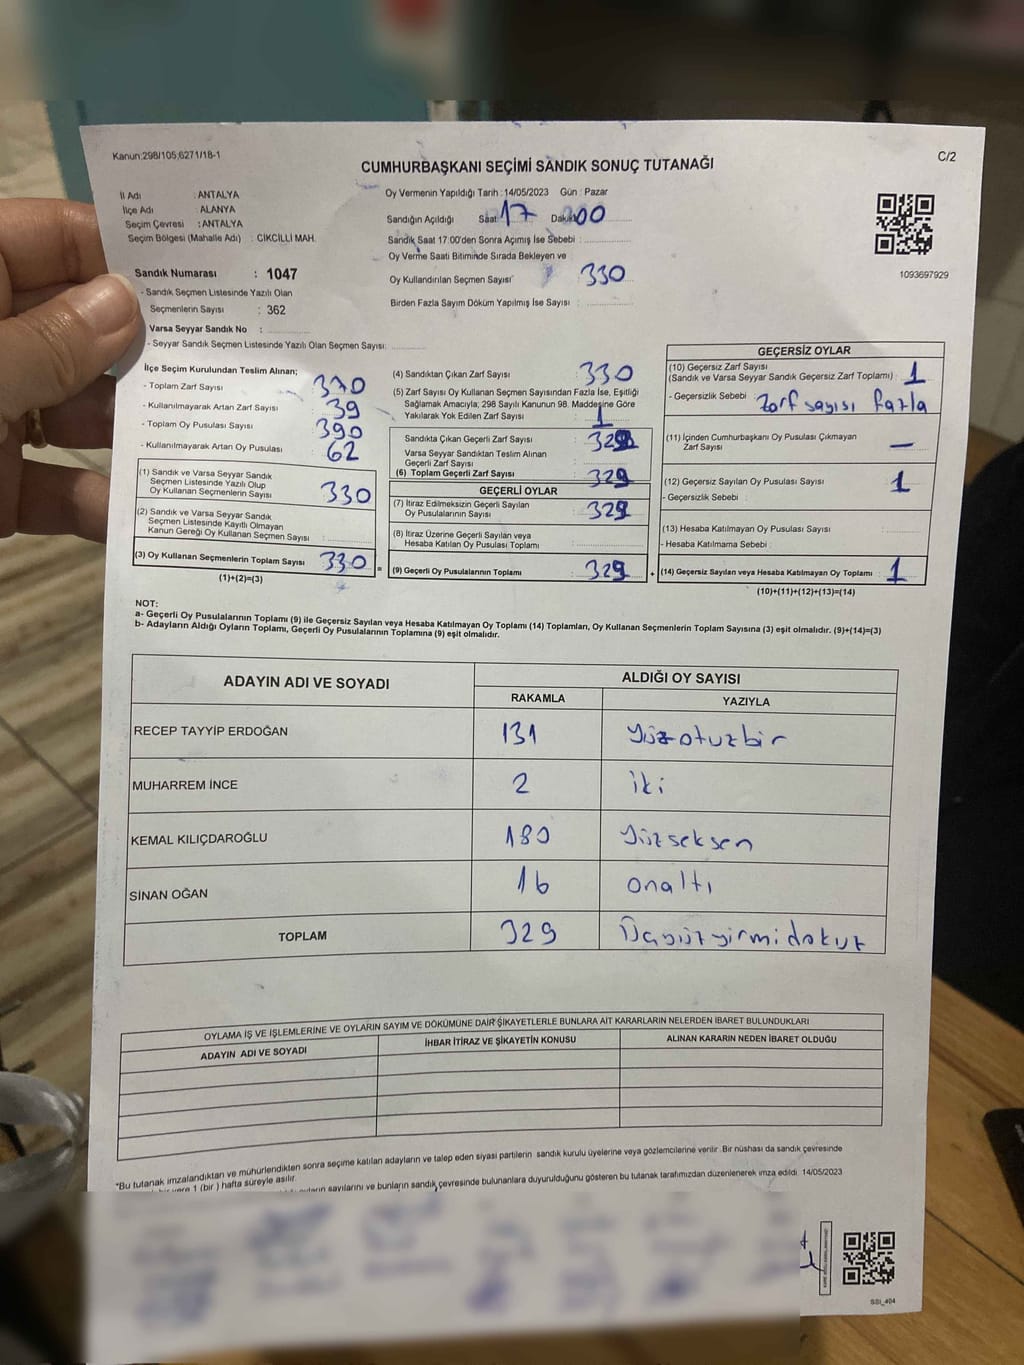 Kanun:298/105,6271/18-1
C/2
CUMHURBAŞKANI SEÇİMİ SANDIK SONUÇ TUTANAĞI
İl Adı : ANTALYA
İlçe Adı : ALANYA
Seçim Çevresi : ANTALYA
Seçim Bölgesi (Mahalle Adı) : CİKCİLLİ MAH.
Sandık Numarası : 1047
- Sandık Seçmen Listesinde Yazılı Olan
Seçmenlerin Sayısı : 362
Varsa Seyyar Sandık No :
- Seyyar Sandık Seçmen Listesinde Yazılı Olan Seçmen Sayısı:
Oy Vermenin Yapıldığı Tarih : 14/05/2023 Gün : Pazar
Sandığın Açıldığı Saat 17 Dakika 00
Sandık Saat 17:00'den Sonra Açımış İse Sebebi :
Oy Verme Saati Bitiminde Sırada Bekleyen ve
Oy Kullandırılan Seçmen Sayısı 330
Birden Fazla Sayım Döküm Yapılmış İse Sayısı :
1093697929
İlçe Seçim Kurulundan Teslim Alınan;
- Toplam Zarf Sayısı : 370
- Kullanılmayarak Artan Zarf Sayısı : 39
- Toplam Oy Pusulası Sayısı : 390
- Kullanılmayarak Artan Oy Pusulası : 62
(1) Sandık ve Varsa Seyyar Sandık
Seçmen Listesinde Yazılı Olup
Oy Kullanan Seçmenlerin Sayısı : 330
(2) Sandık ve Varsa Seyyar Sandık
Seçmen Listesinde Kayıtlı Olmayan
Kanun Gereği Oy Kullanan Seçmen Sayısı :
(3) Oy Kullanan Seçmenlerin Toplam Sayısı 330
(1)+(2)=(3)
=
(4) Sandıktan Çıkan Zarf Sayısı : 330
(5) Zarf Sayısı Oy Kullanan Seçmen Sayısından Fazla İse, Eşitliği
Sağlamak Amacıyla; 298 Sayılı Kanunun 98. Maddesine Göre
Yakılarak Yok Edilen Zarf Sayısı : 1
Sandıkta Çıkan Geçerli Zarf Sayısı : 329
Varsa Seyyar Sandıktan Teslim Alınan
Geçerli Zarf Sayısı :
(6) Toplam Geçerli Zarf Sayısı : 329
GEÇERLİ OYLAR
(7) İtiraz Edilmeksizin Geçerli Sayılan
Oy Pusulalarının Sayısı : 329
(8) İtiraz Üzerine Geçerli Sayılan veya
Hesaba Katılan Oy Pusulası Toplamı :
(9) Geçerli Oy Pusulalarının Toplamı : 329
+
GEÇERSİZ OYLAR
(10) Geçersiz Zarf Sayısı
(Sandık ve Varsa Seyyar Sandık Geçersiz Zarf Toplamı) : 1
- Geçersizlik Sebebi : Zarf sayısı fazla
(11) İçinden Cumhurbaşkanı Oy Pusulası Çıkmayan
Zarf Sayısı : —
(12) Geçersiz Sayılan Oy Pusulası Sayısı : 1
- Geçersizlik Sebebi :
(13) Hesaba Katılmayan Oy Pusulası Sayısı :
- Hesaba Katılmama Sebebi :
(14) Geçersiz Sayılan veya Hesaba Katılmayan Oy Toplamı : 1
(10)+(11)+(12)+(13)=(14)
NOT:
a- Geçerli Oy Pusulalarının Toplamı (9) ile Geçersiz Sayılan veya Hesaba Katılmayan Oy Toplamı (14) Toplamları, Oy Kullanan Seçmenlerin Toplam Sayısına (3) eşit olmalıdır. (9)+(14)=(3)
b- Adayların Aldığı Oyların Toplamı, Geçerli Oy Pusulalarının Toplamına (9) eşit olmalıdır.
ADAYIN ADI VE SOYADI
ALDIĞI OY SAYISI
RAKAMLA YAZIYLA
RECEP TAYYİP ERDOĞAN 131 Yüzotuzbir
MUHARREM İNCE 2 iki
KEMAL KILIÇDAROĞLU 180 Yüzseksen
SİNAN OĞAN 16 onaltı
TOPLAM 329 Üçyüzyirmidokuz
OYLAMA İŞ VE İŞLEMLERİNE VE OYLARIN SAYIM VE DÖKÜMÜNE DAİR ŞİKAYETLERLE BUNLARA AİT KARARLARIN NELERDEN İBARET BULUNDUKLARI
ADAYIN ADI VE SOYADI İHBAR İTİRAZ VE ŞİKAYETİN KONUSU ALINAN KARARIN NEDEN İBARET OLDUĞU
*Bu tutanak imzalandıktan ve mühürlendikten sonra seçime katılan adayların ve talep eden siyasi partilerin sandık kurulu üyelerine veya gözlemcilerine verilir. Bir nüshası da sandık çevresinde
1 (bir) hafta süreyle asılır.
sayılarını ve bunların sandık çevresinde bulunanlara duyurulduğunu gösteren bu tutanak tarafımızdan düzenlenerek imza edildi. 14/05/2023
SSI_404